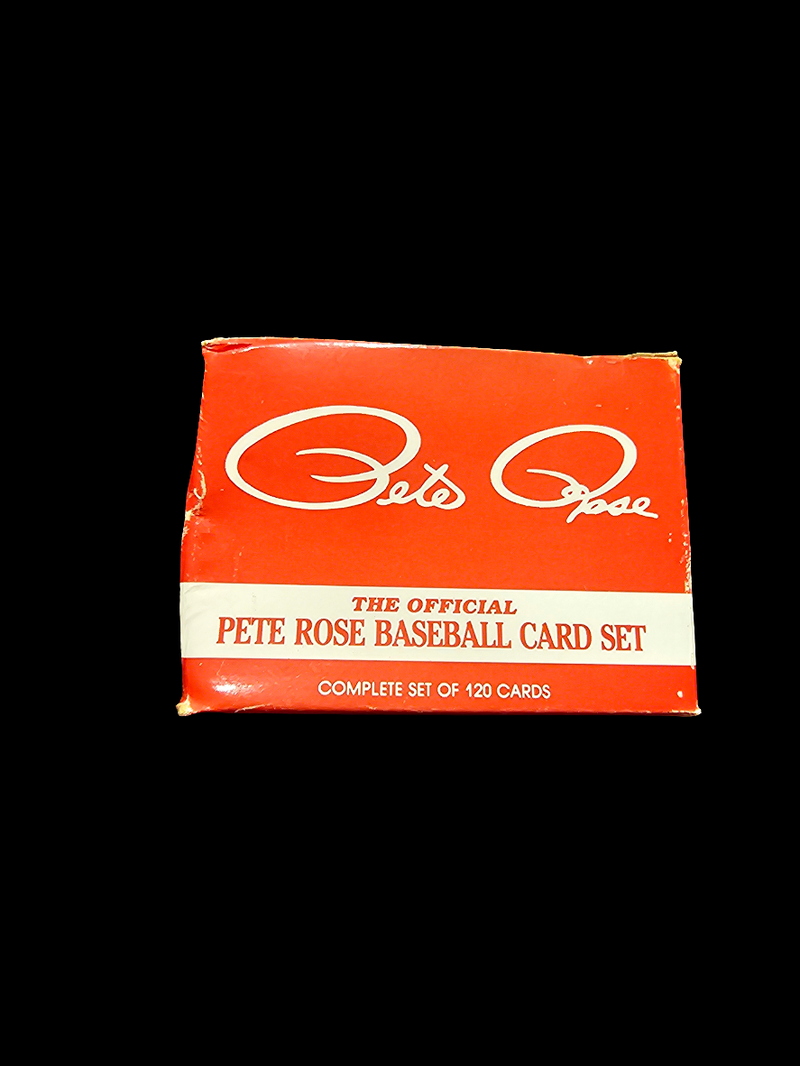 Pete Rose
THE OFFICIAL
PETE ROSE BASEBALL CARD SET
COMPLETE SET OF 120 CARDS